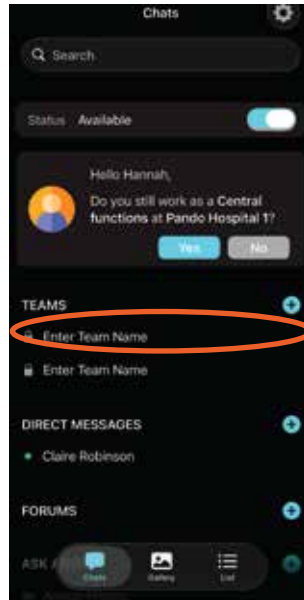 Chats
Search
Status Available
Hello Hannah,
Do you still work as a Central
functions at Pando Hospital 1?
Yes No
TEAMS
Enter Team Name
Enter Team Name
DIRECT MESSAGES
Claire Robinson
FORUMS
ASK
Chats Gallery List